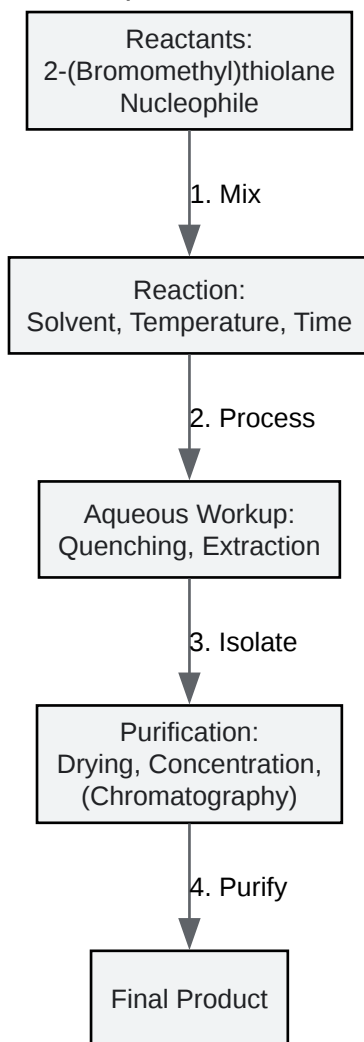 Reactants:
2-(Bromomethyl)thiolane
Nucleophile
1. Mix
Reaction:
Solvent, Temperature, Time
2. Process
Aqueous Workup:
Quenching, Extraction
3. Isolate
Purification:
Drying, Concentration,
(Chromatography)
4. Purify
Final Product